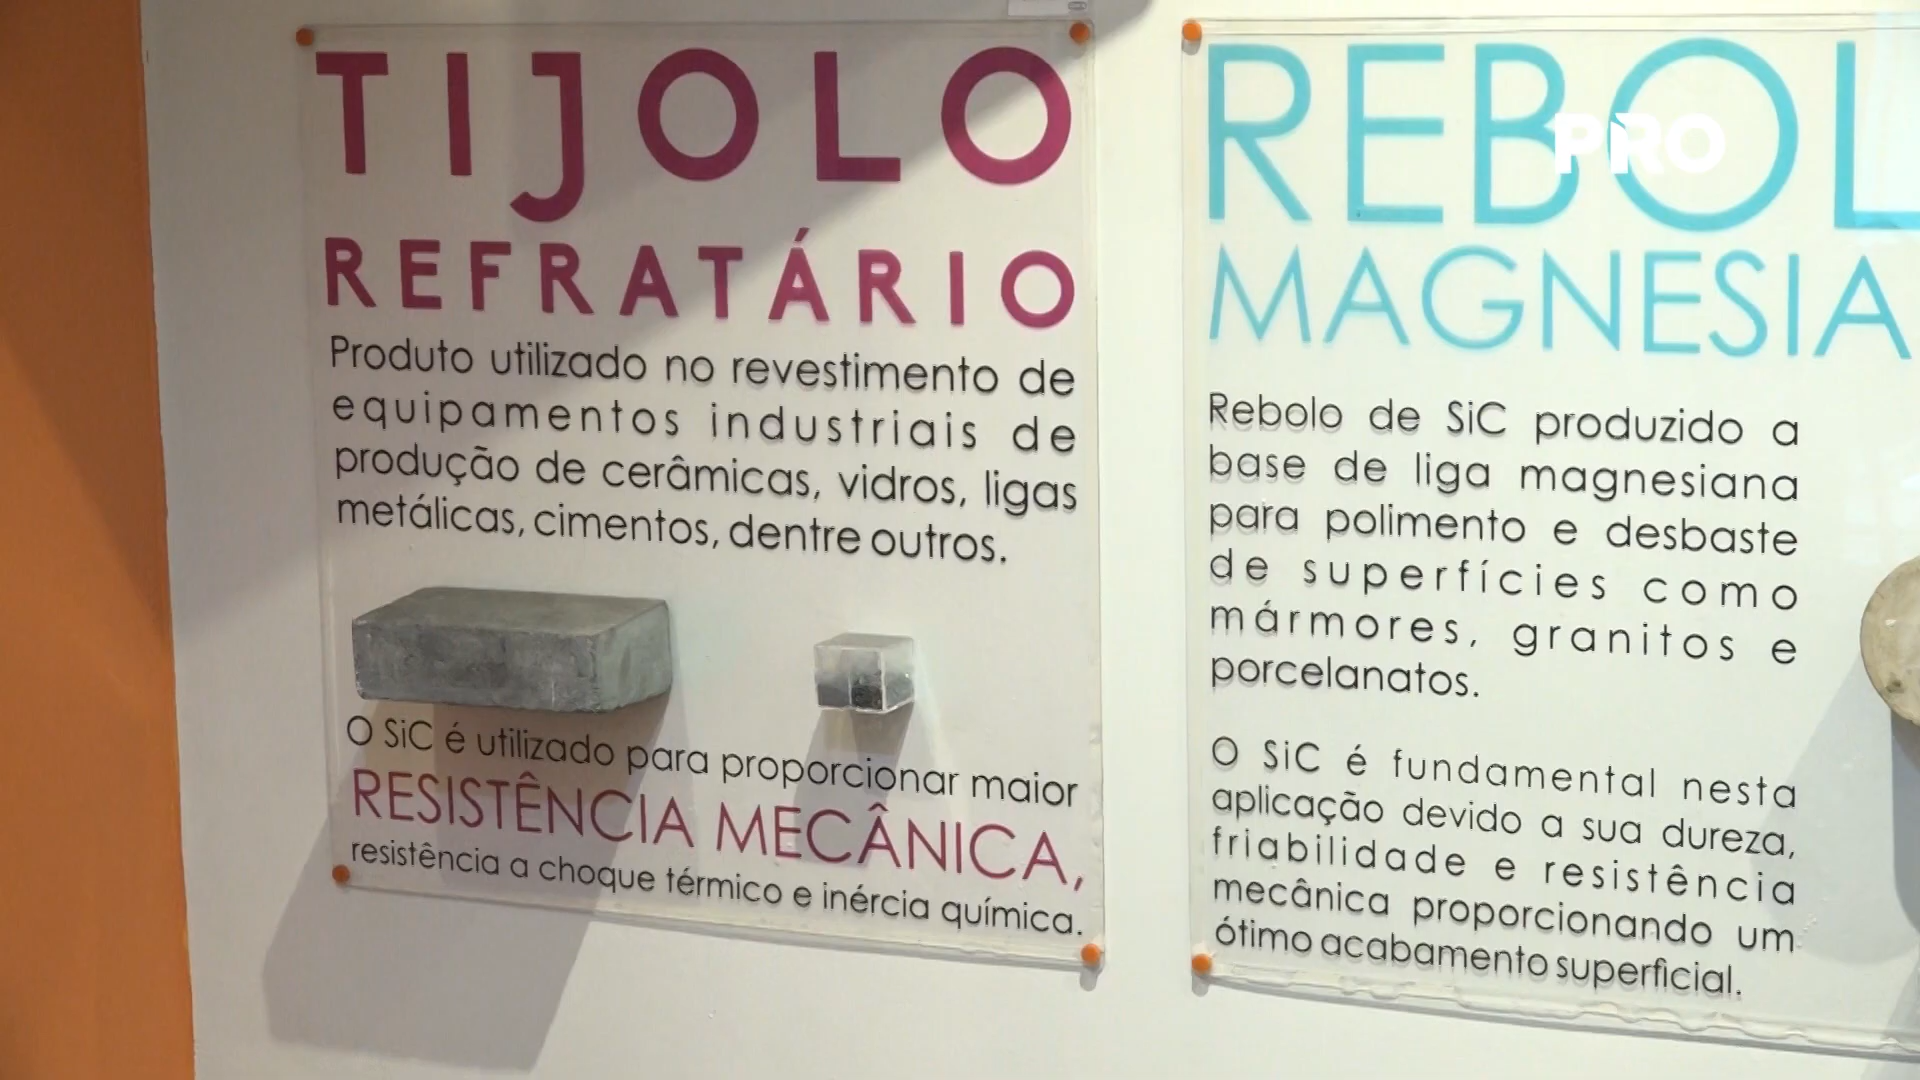 TIJOLO
REFRATÁRIO
Produto utilizado no revestimento de
equipamentos industriais de
produção de cerâmicas, vidros, ligas
metálicas, cimentos, dentre outros.
O SiC é utilizado para proporcionar maior
RESISTÊNCIA MECÂNICA,
resistência a choque térmico e inércia química.
REBOL
MAGNESIA
PRO
Rebolo de SiC produzido a
base de liga magnesiana
para polimento e desbaste
de superfícies como
mármores, granitos e
porcelanatos.
O SiC é fundamental nesta
aplicação devido a sua dureza,
friabilidade e resistência
mecânica proporcionando um
ótimo acabamento superficial.